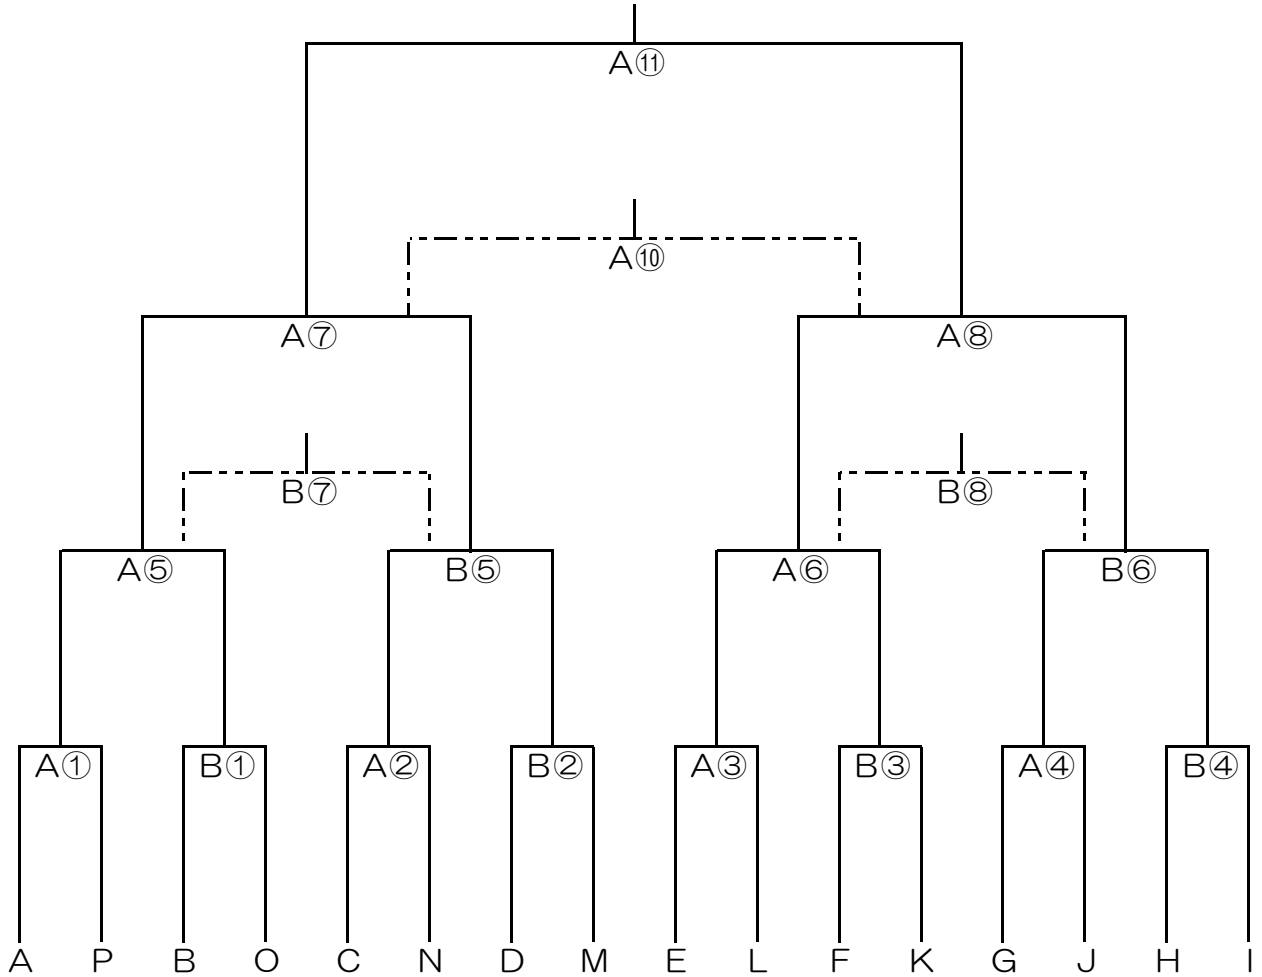 A⑪
A⑩
A⑦ A⑧
B⑦ B⑧
A⑤ B⑤ A⑥ B⑥
A① B① A② B② A③ B③ A④ B④
A P B O C N D M E L F K G J H I